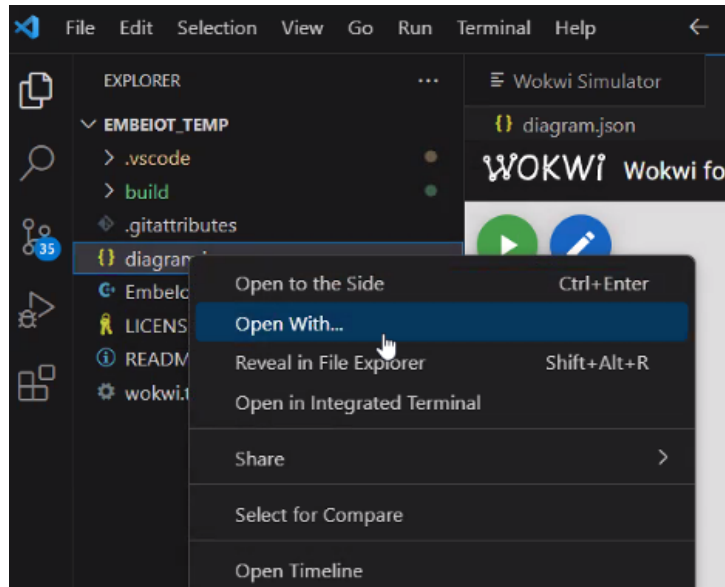 File Edit Selection View Go Run Terminal Help
EXPLORER
Wokwi Simulator
EMBEIOT_TEMP
{} diagram.json
.vscode
WOKWI Wokwi fo
build
.gitattributes
35
{} diagram
Open to the Side Ctrl+Enter
EmbeIo
Open With...
LICENS
Reveal in File Explorer Shift+Alt+R
READM
Open in Integrated Terminal
wokwi.t
Share
Select for Compare
Open Timeline